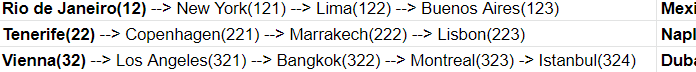 Rio de Janeiro(12) --> New York(121) --> Lima(122) --> Buenos Aires(123)
Tenerife(22) --> Copenhagen(221) --> Marrakech(222) --> Lisbon(223)
Vienna(32) --> Los Angeles(321) --> Bangkok(322) --> Montreal(323) -> Istanbul(324)